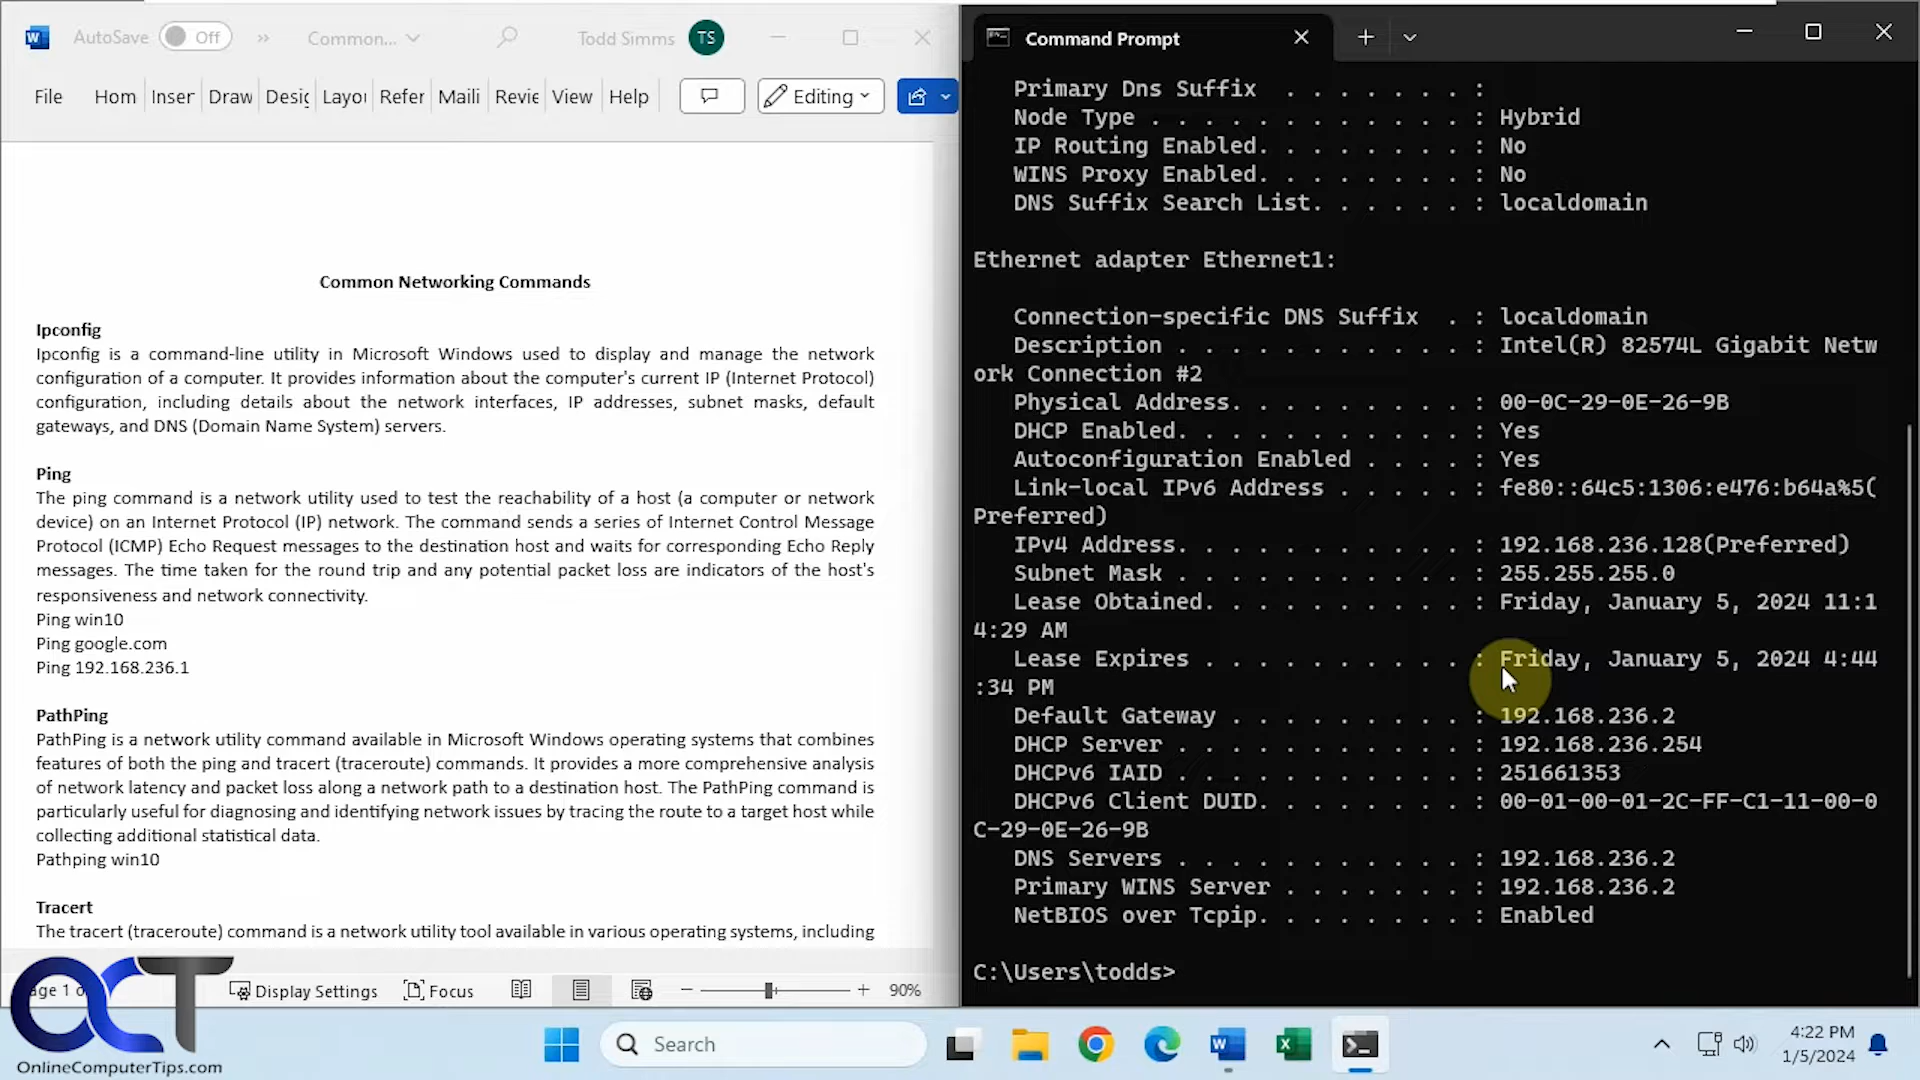 AutoSave Off » Common... Todd Simms TS
File Hom Inser Draw Desig Layou Refer Maili Revie View Help Editing
Common Networking Commands
Ipconfig
Ipconfig is a command-line utility in Microsoft Windows used to display and manage the network
configuration of a computer. It provides information about the computer's current IP (Internet Protocol)
configuration, including details about the network interfaces, IP addresses, subnet masks, default
gateways, and DNS (Domain Name System) servers.
Ping
The ping command is a network utility used to test the reachability of a host (a computer or network
device) on an Internet Protocol (IP) network. The command sends a series of Internet Control Message
Protocol (ICMP) Echo Request messages to the destination host and waits for corresponding Echo Reply
messages. The time taken for the round trip and any potential packet loss are indicators of the host's
responsiveness and network connectivity.
Ping win10
Ping google.com
Ping 192.168.236.1
PathPing
PathPing is a network utility command available in Microsoft Windows operating systems that combines
features of both the ping and tracert (traceroute) commands. It provides a more comprehensive analysis
of network latency and packet loss along a network path to a destination host. The PathPing command is
particularly useful for diagnosing and identifying network issues by tracing the route to a target host while
collecting additional statistical data.
Pathping win10
Tracert
The tracert (traceroute) command is a network utility tool available in various operating systems, including
Display Settings Focus 90%
OCT
OnlineComputerTips.com
Command Prompt
Primary Dns Suffix . . . . . . . :
Node Type . . . . . . . . . . . . : Hybrid
IP Routing Enabled. . . . . . . . : No
WINS Proxy Enabled. . . . . . . . : No
DNS Suffix Search List. . . . . . : localdomain
Ethernet adapter Ethernet1:
Connection-specific DNS Suffix . : localdomain
Description . . . . . . . . . . . : Intel(R) 82574L Gigabit Netw
ork Connection #2
Physical Address. . . . . . . . . : 00-0C-29-0E-26-9B
DHCP Enabled. . . . . . . . . . . : Yes
Autoconfiguration Enabled . . . . : Yes
Link-local IPv6 Address . . . . . : fe80::64c5:1306:e476:b64a%5(
Preferred)
IPv4 Address. . . . . . . . . . . : 192.168.236.128(Preferred)
Subnet Mask . . . . . . . . . . . : 255.255.255.0
Lease Obtained. . . . . . . . . . : Friday, January 5, 2024 11:1
4:29 AM
Lease Expires . . . . . . . . . . : Friday, January 5, 2024 4:44
:34 PM
Default Gateway . . . . . . . . . : 192.168.236.2
DHCP Server . . . . . . . . . . . : 192.168.236.254
DHCPv6 IAID . . . . . . . . . . . : 251661353
DHCPv6 Client DUID. . . . . . . . : 00-01-00-01-2C-FF-C1-11-00-0
C-29-0E-26-9B
DNS Servers . . . . . . . . . . . : 192.168.236.2
Primary WINS Server . . . . . . . : 192.168.236.2
NetBIOS over Tcpip. . . . . . . . : Enabled
C:\Users\todds>
Search
4:22 PM
1/5/2024